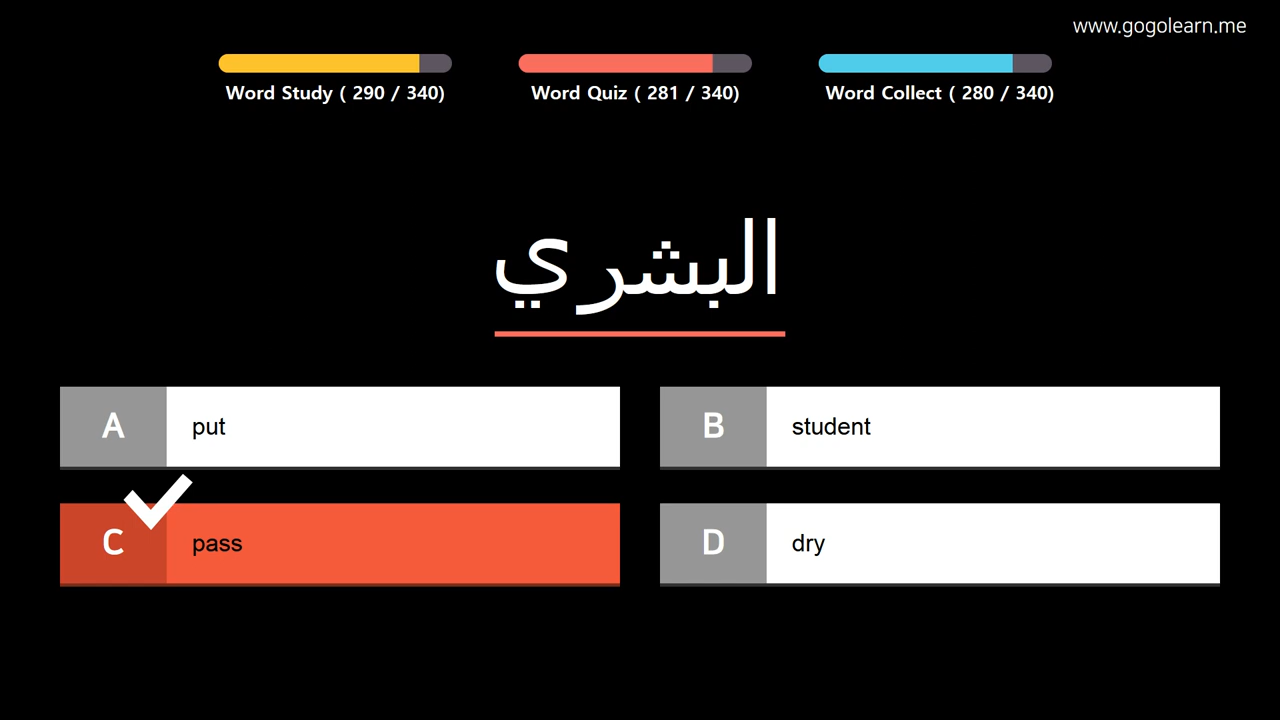 www.gogolearn.me
Word Study ( 290 / 340)
Word Quiz ( 281 / 340)
Word Collect ( 280 / 340)
البشري
A put
B student
C pass
D dry